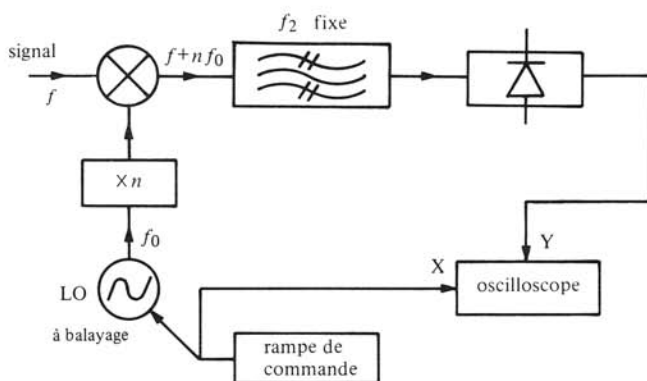 f₂ fixe
signal
f
f + n f₀
× n
f₀
LO
à balayage
X
Y
oscilloscope
rampe de
commande